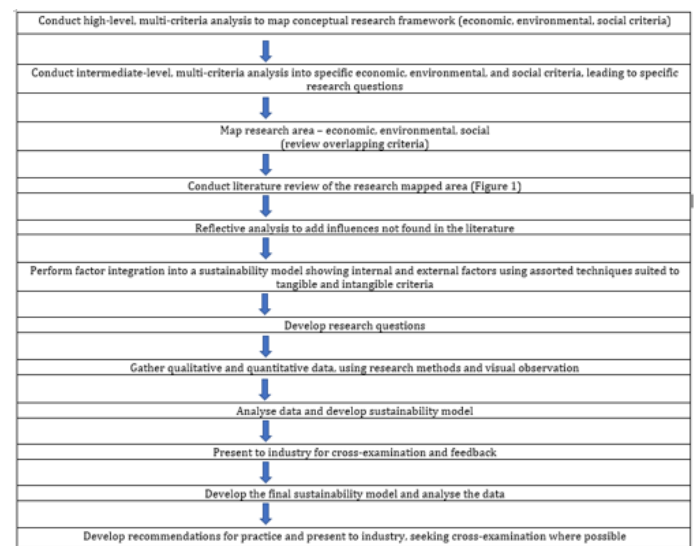 Conduct high-level, multi-criteria analysis to map conceptual research framework (economic, environmental, social criteria)
Conduct intermediate-level, multi-criteria analysis into specific economic, environmental, and social criteria, leading to specific
research questions
Map research area – economic, environmental, social
(review overlapping criteria)
Conduct literature review of the research mapped area (Figure 1)
Reflective analysis to add influences not found in the literature
Perform factor integration into a sustainability model showing internal and external factors using assorted techniques suited to
tangible and intangible criteria
Develop research questions
Gather qualitative and quantitative data, using research methods and visual observation
Analyse data and develop sustainability model
Present to industry for cross-examination and feedback
Develop the final sustainability model and analyse the data
Develop recommendations for practice and present to industry, seeking cross-examination where possible